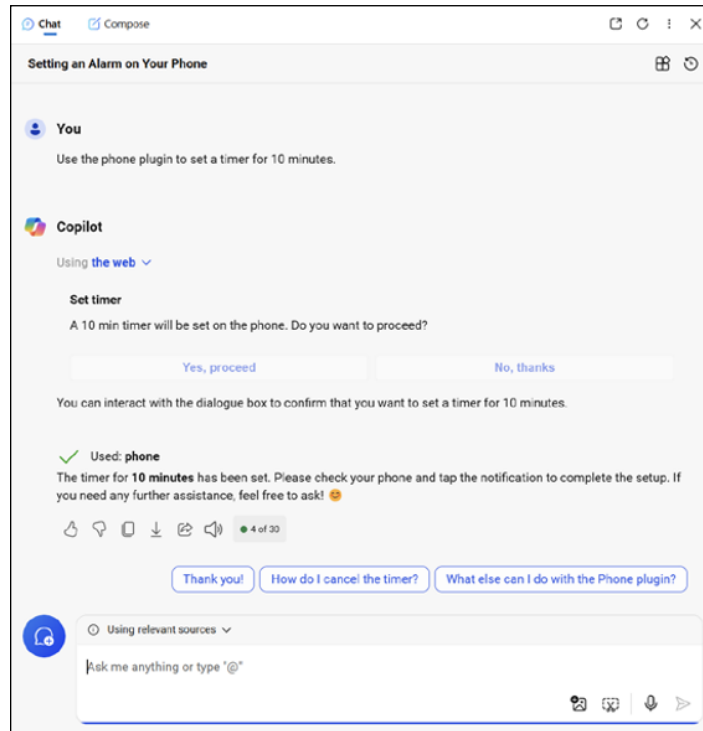 Chat
Compose
Setting an Alarm on Your Phone
You
Use the phone plugin to set a timer for 10 minutes.
Copilot
Using the web
Set timer
A 10 min timer will be set on the phone. Do you want to proceed?
Yes, proceed
No, thanks
You can interact with the dialogue box to confirm that you want to set a timer for 10 minutes.
Used: phone
The timer for 10 minutes has been set. Please check your phone and tap the notification to complete the setup. If
you need any further assistance, feel free to ask! 😊
4 of 30
Thank you!
How do I cancel the timer?
What else can I do with the Phone plugin?
Using relevant sources
Ask me anything or type "@"